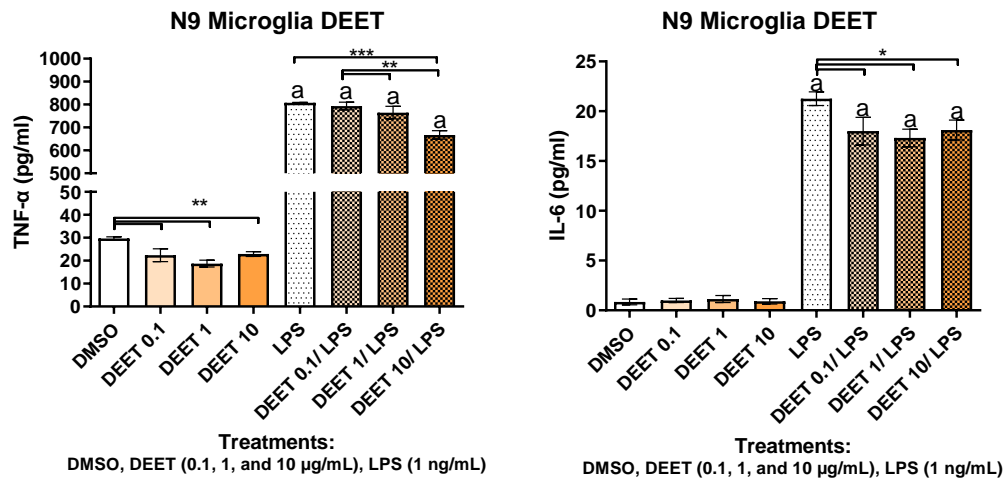 N9 Microglia DEET
TNF-α (pg/ml)
1000
900
800
700
600
500
50
40
30
20
10
0
***
**
**
a
a
a
a
DMSO
DEET 0.1
DEET 1
DEET 10
LPS
DEET 0.1/ LPS
DEET 1/ LPS
DEET 10/ LPS
Treatments:
DMSO, DEET (0.1, 1, and 10 µg/mL), LPS (1 ng/mL)
N9 Microglia DEET
IL-6 (pg/ml)
25
20
15
10
5
0
*
a
a
a
a
DMSO
DEET 0.1
DEET 1
DEET 10
LPS
DEET 0.1/ LPS
DEET 1/ LPS
DEET 10/ LPS
Treatments:
DMSO, DEET (0.1, 1, and 10 µg/mL), LPS (1 ng/mL)